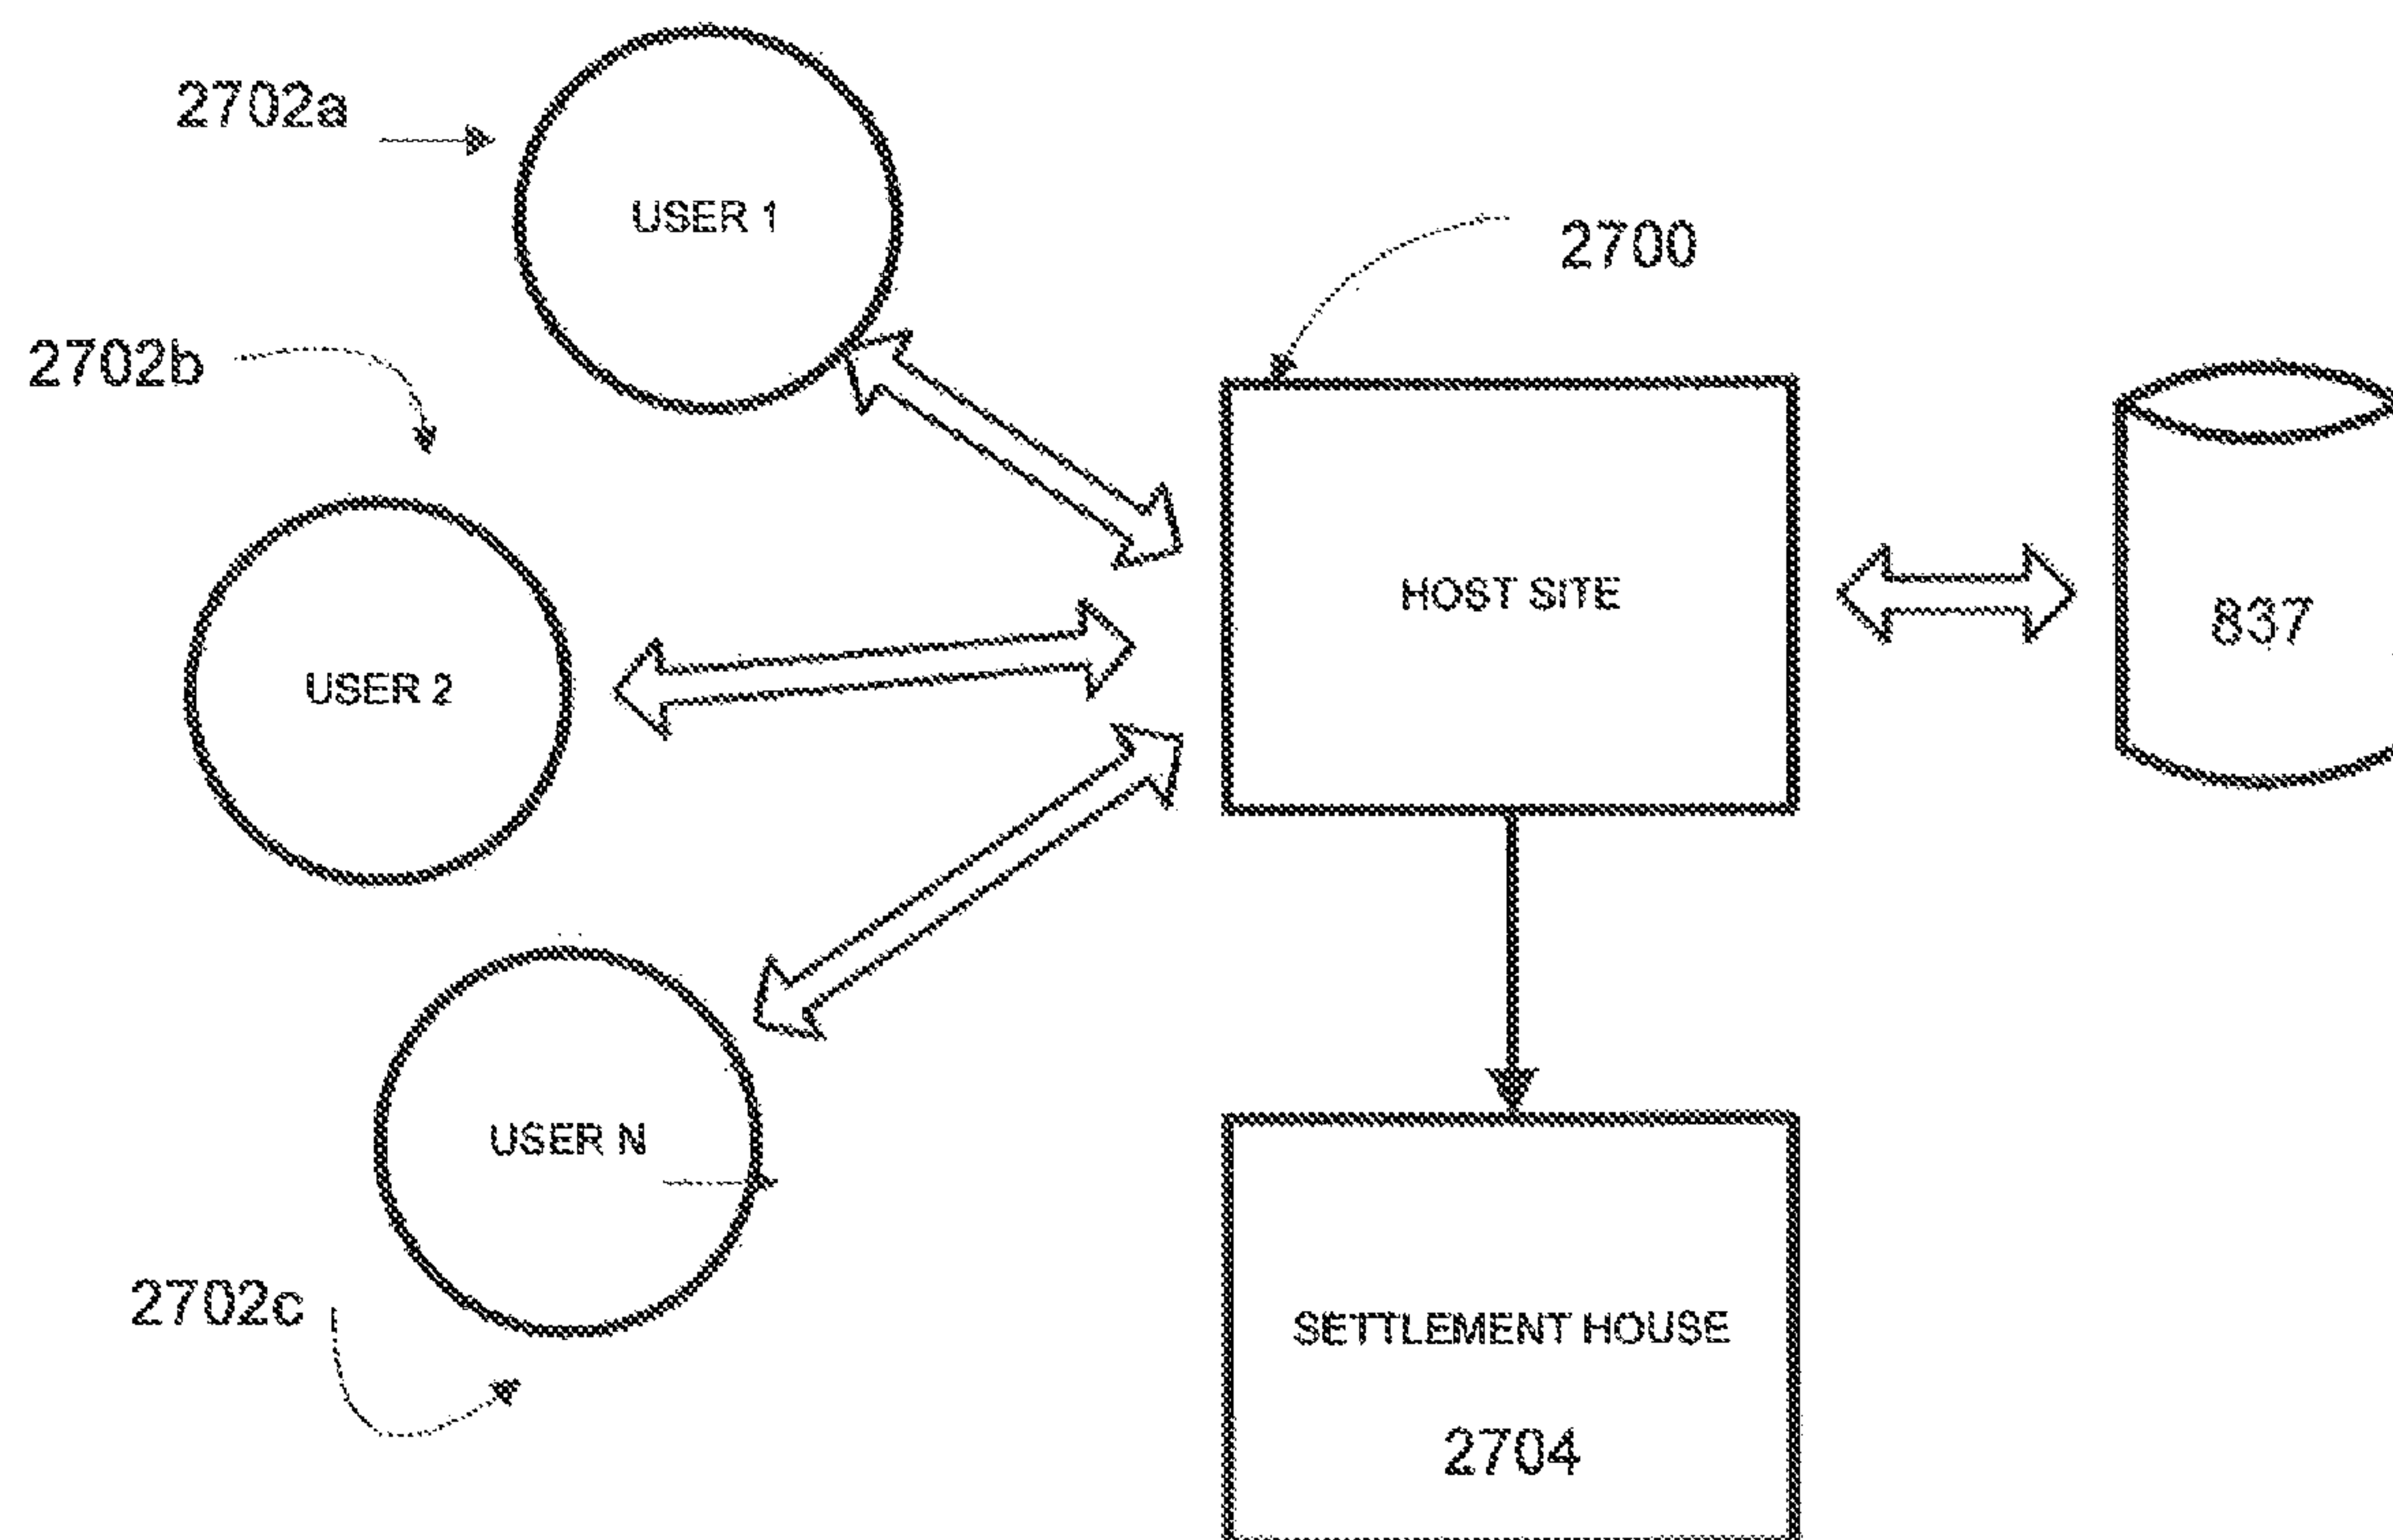 2702a
USER 1
2700
2702b
HOST SITE
837
USER 2
USER N
2702c
SETTLEMENT HOUSE
2704